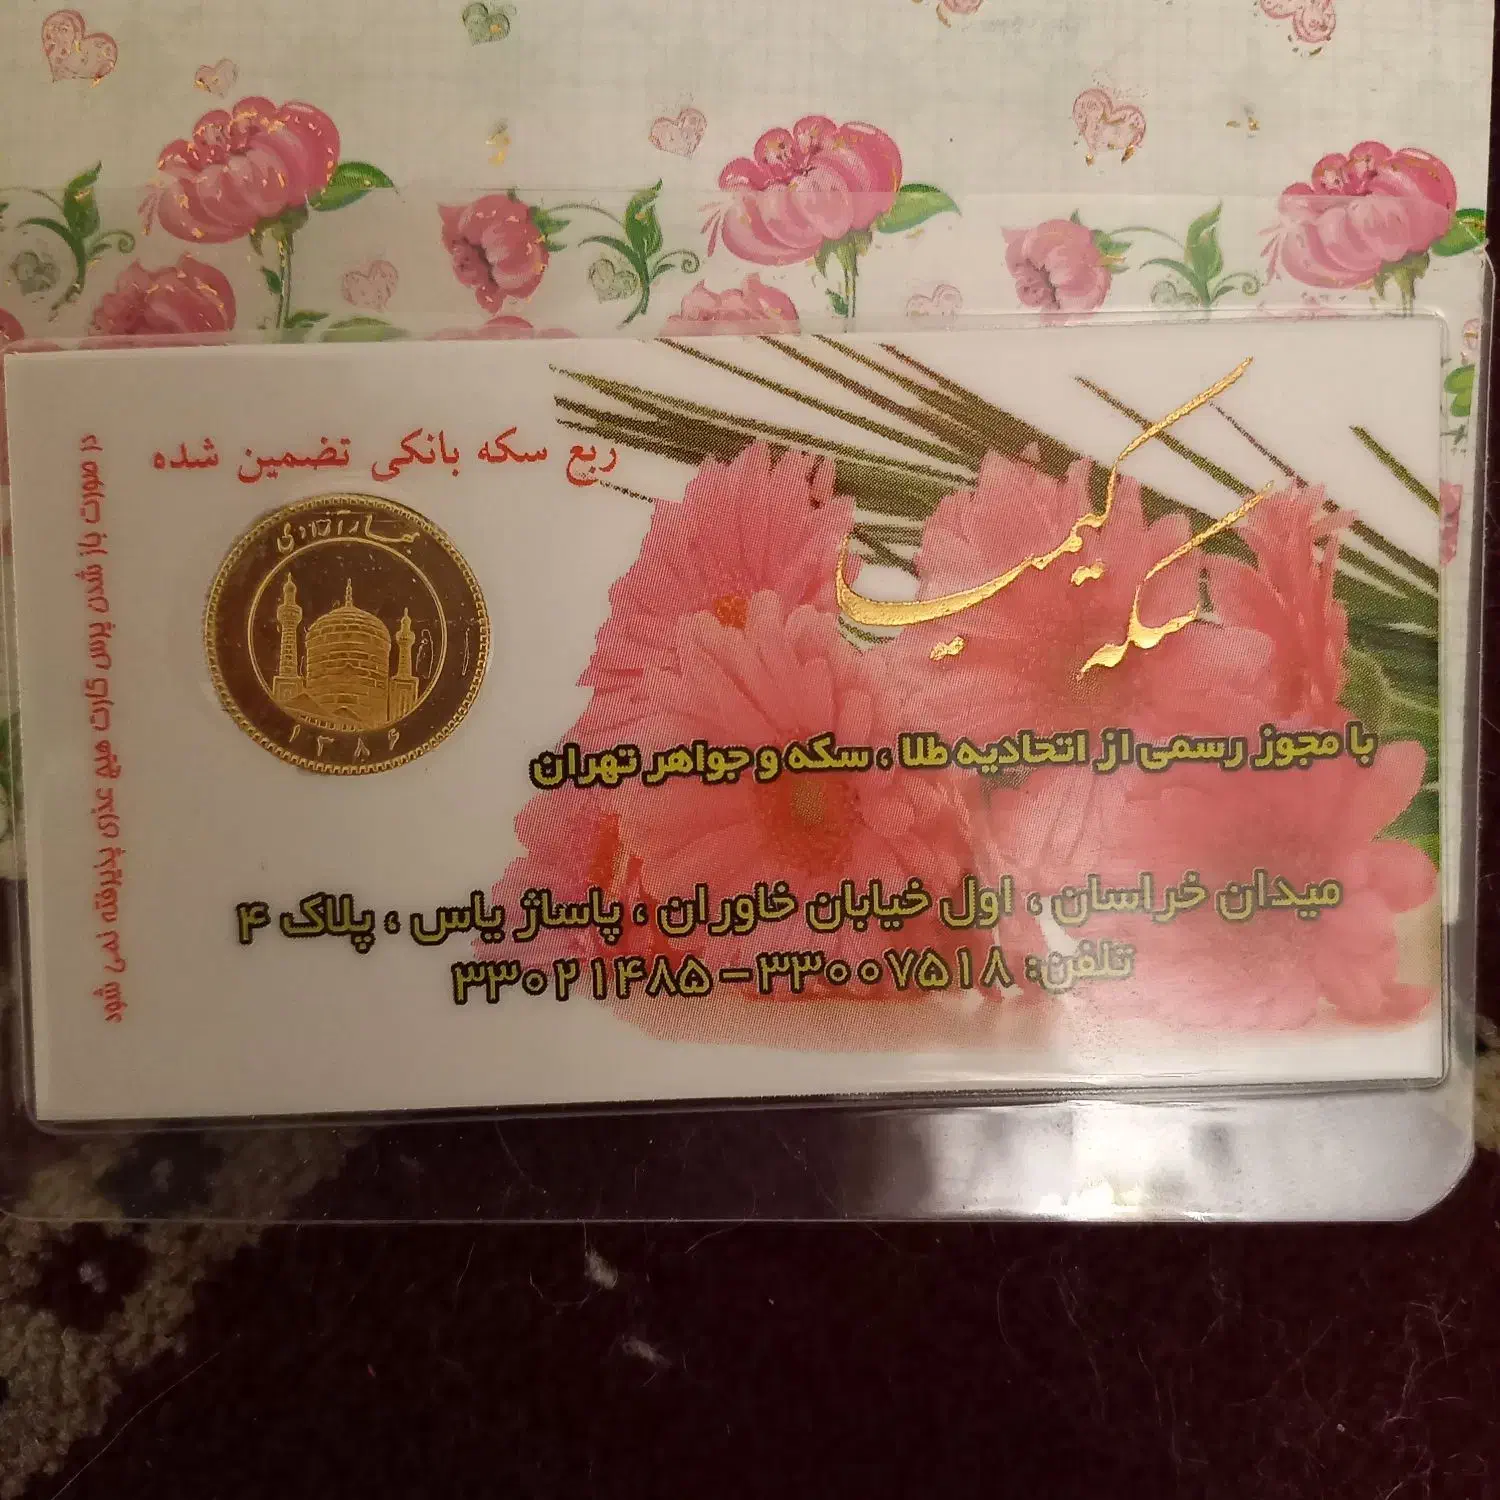 سکه کیمیا
ربع سکه بانکی تضمین شده
بهار آزادی
۱۳۸۶
با مجوز رسمی از اتحادیه طلا ، سکه و جواهر تهران
میدان خراسان ، اول خیابان خاوران ، پاساژ یاس ، پلاک ۴
تلفن: ۳۳۰۰۷۵۱۸ - ۳۳۰۲۱۴۸۵
در صورت باز شدن پرس کارت هیچ عذری پذیرفته نمی شود